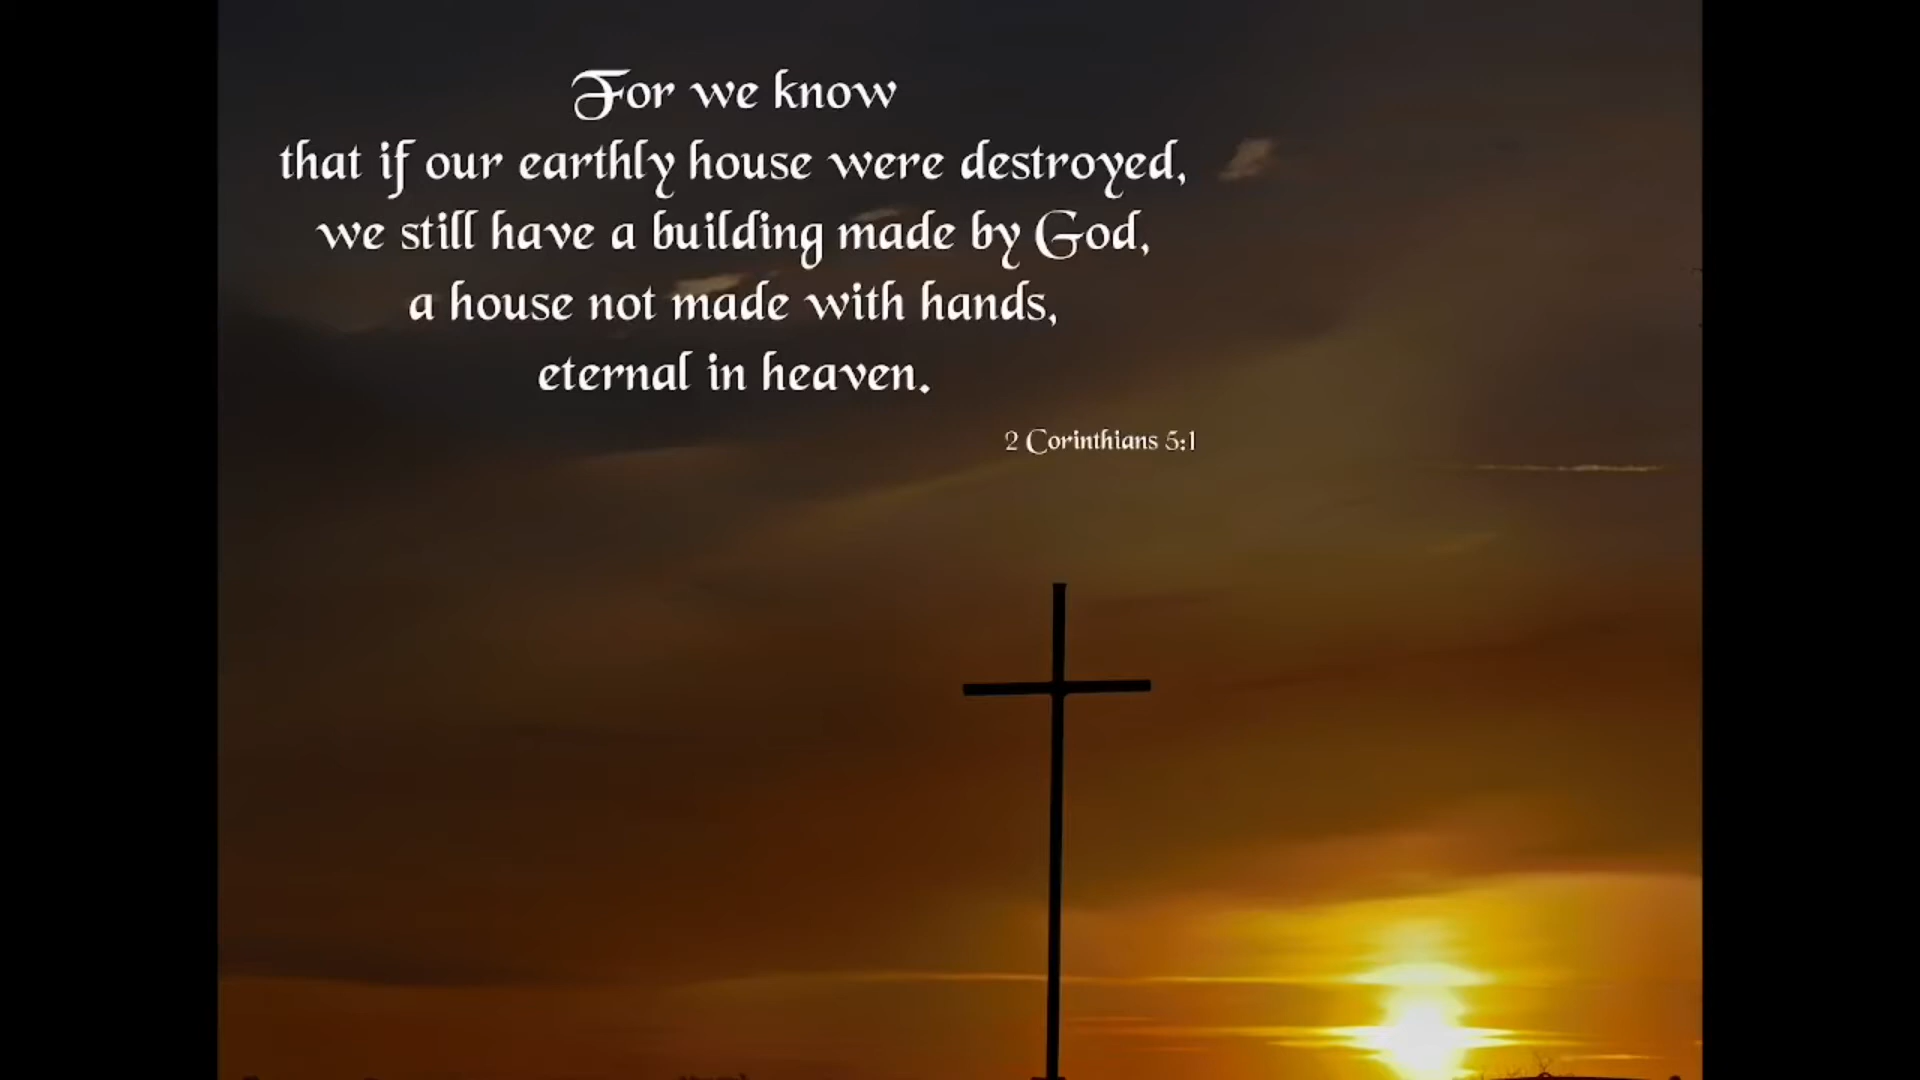 For we know
that if our earthly house were destroyed,
we still have a building made by God,
a house not made with hands,
eternal in heaven.
2 Corinthians 5:1